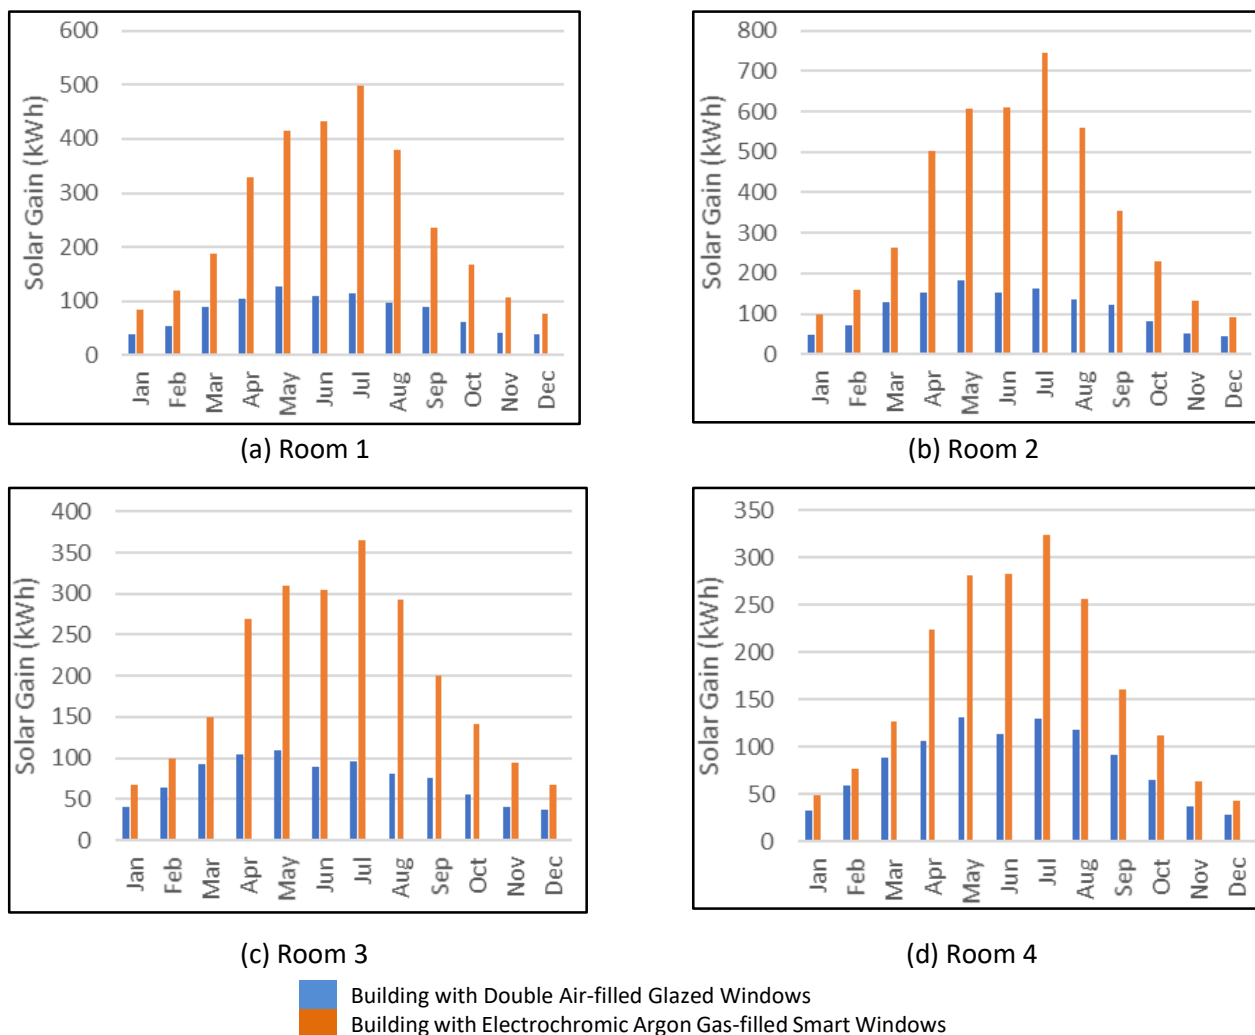 600
500
400
300
200
100
0
Solar Gain (kWh)
Jan Feb Mar Apr May Jun Jul Aug Sep Oct Nov Dec
(a) Room 1
800
700
600
500
400
300
200
100
0
Solar Gain (kWh)
Jan Feb Mar Apr May Jun Jul Aug Sep Oct Nov Dec
(b) Room 2
400
350
300
250
200
150
100
50
0
Solar Gain (kWh)
Jan Feb Mar Apr May Jun Jul Aug Sep Oct Nov Dec
(c) Room 3
350
300
250
200
150
100
50
0
Solar Gain (kWh)
Jan Feb Mar Apr May Jun Jul Aug Sep Oct Nov Dec
(d) Room 4
Building with Double Air-filled Glazed Windows
Building with Electrochromic Argon Gas-filled Smart Windows